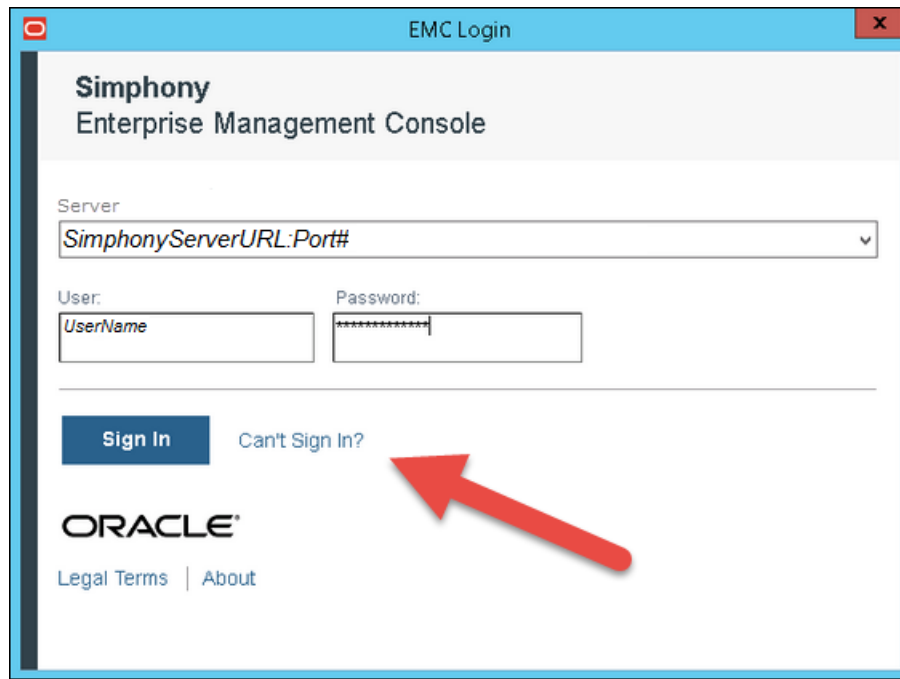 EMC Login
x
Simphony
Enterprise Management Console
Server
SimphonyServerURL:Port#
User: Password:
UserName *************
Sign In Can't Sign In?
ORACLE
Legal Terms | About